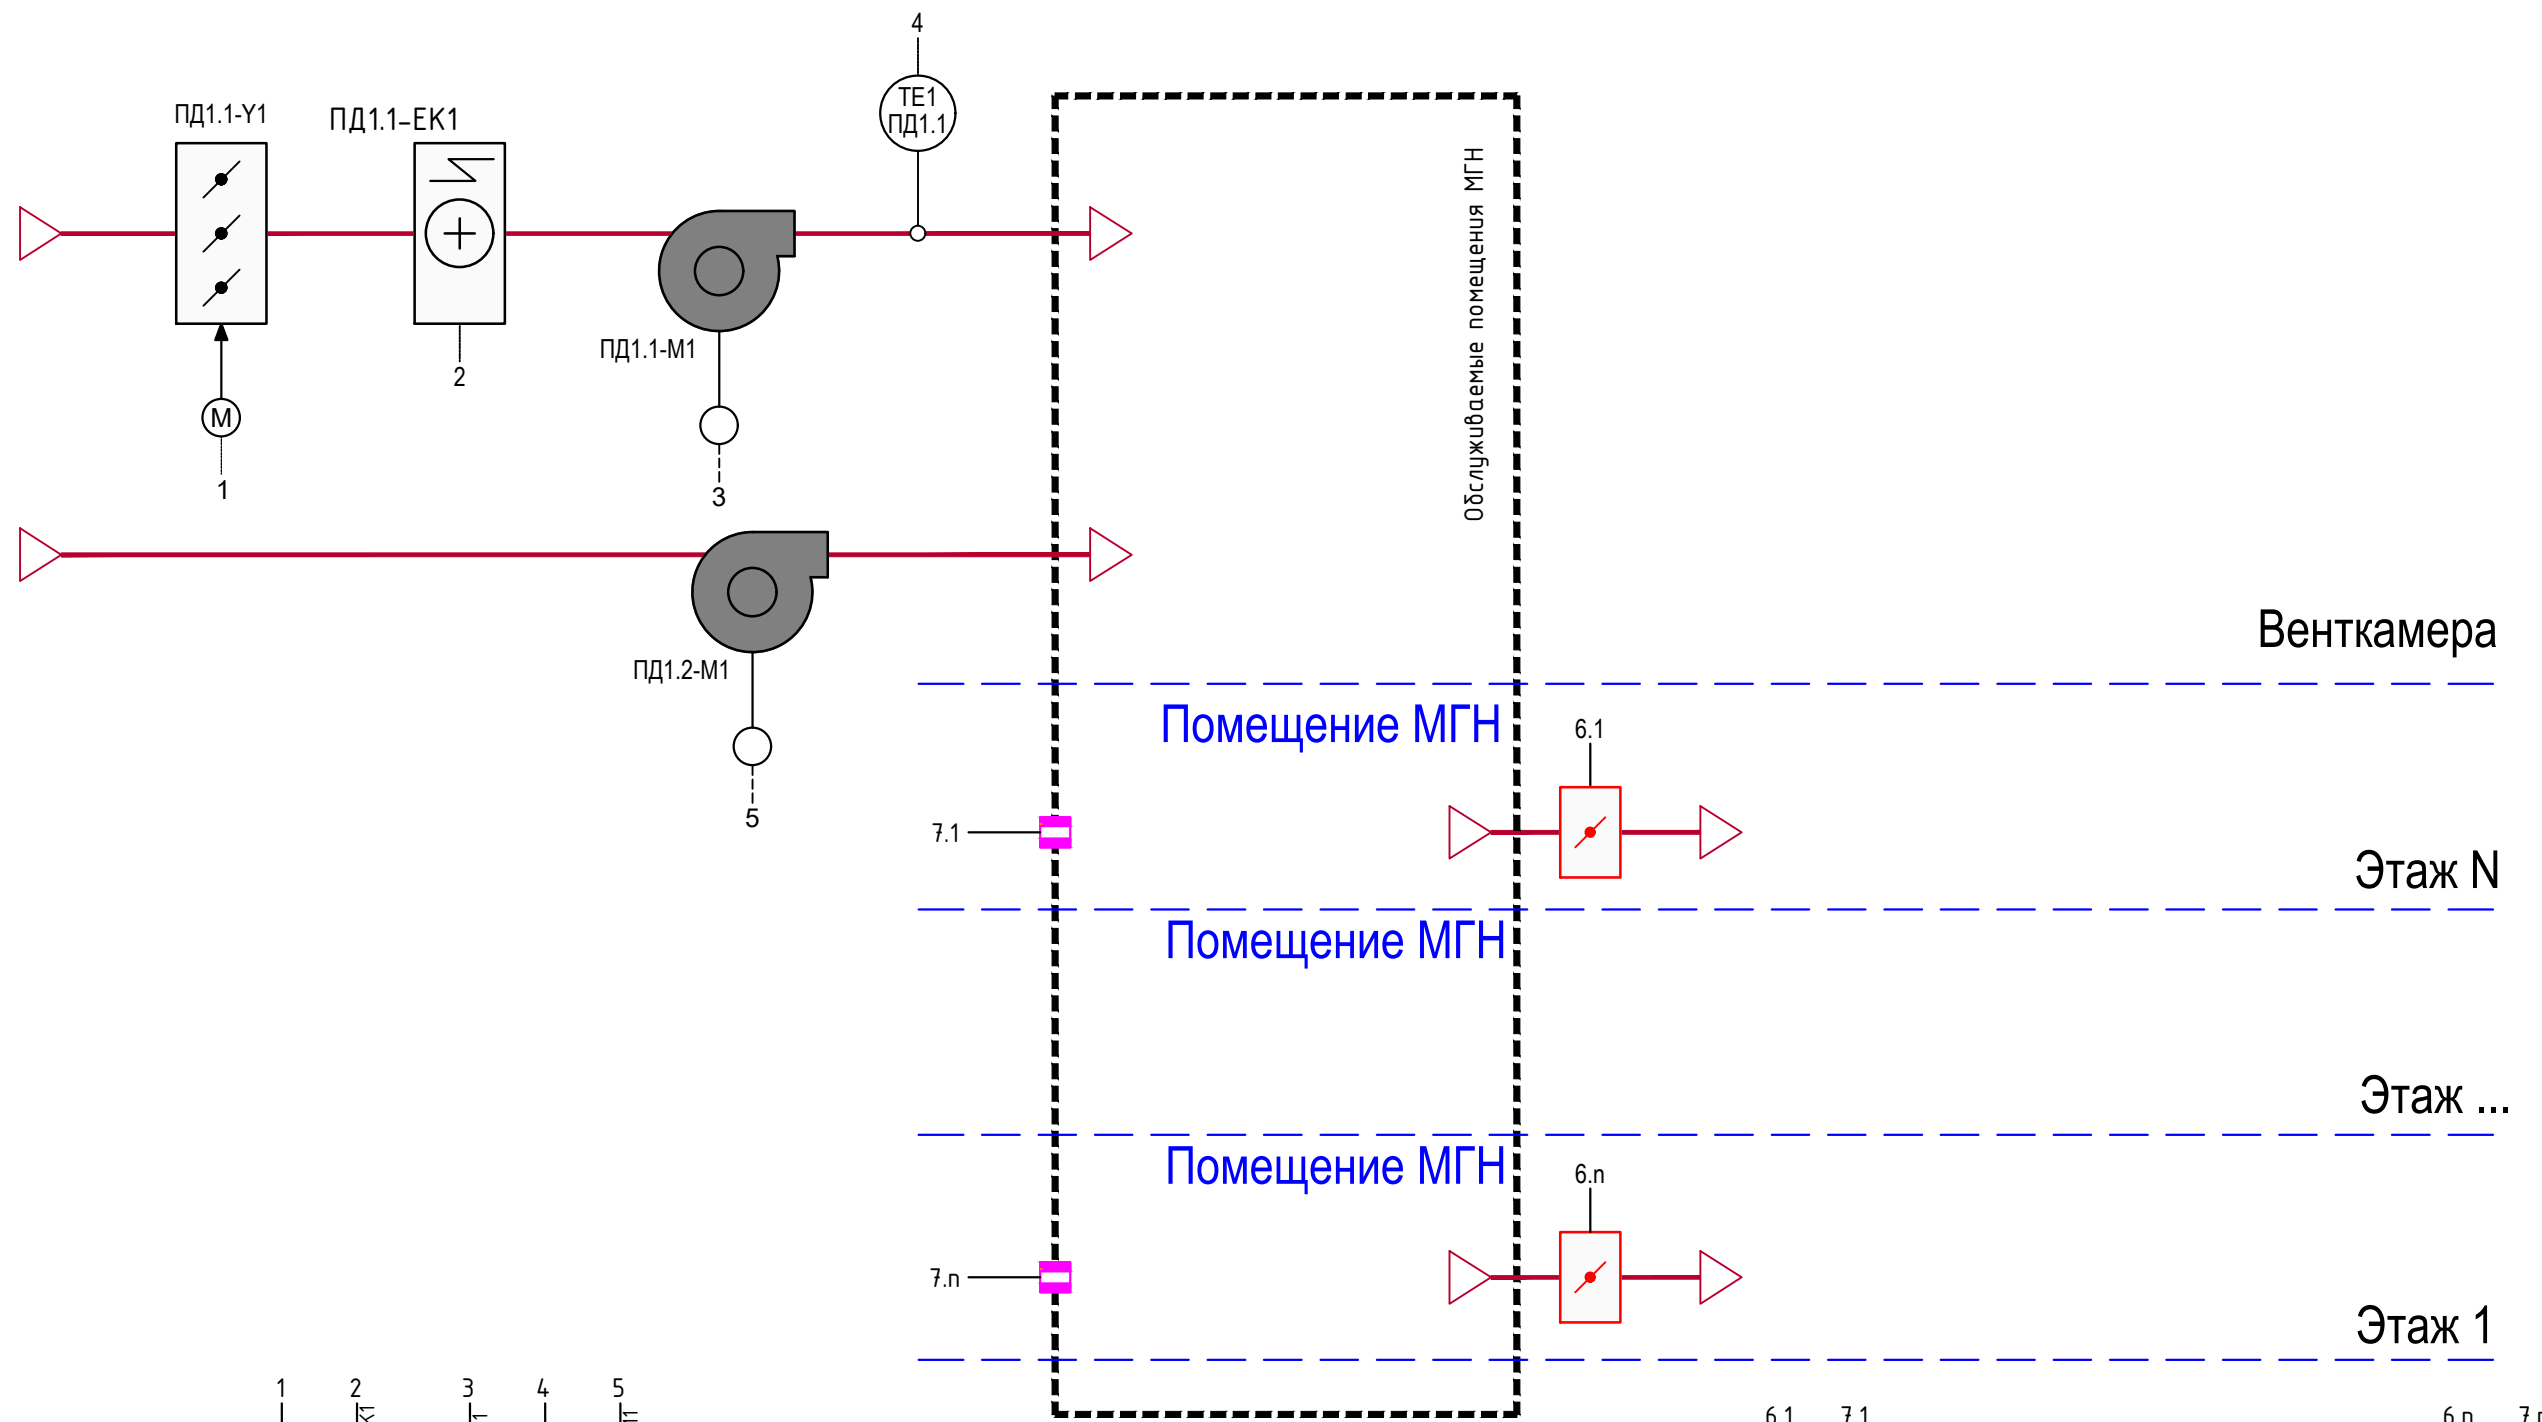 4
ТЕ1
ПД1.1
ПД1.1-Y1
ПД1.1-EK1
Обслуживаемые помещения МГН
ПД1.1-М1
2
M
1
3
Венткамера
ПД1.2-М1
Помещение МГН
6.1
5
7.1
Этаж N
Помещение МГН
Этаж ...
Помещение МГН
6.n
7.n
Этаж 1
1 2 3 4 5
6.1 7.1